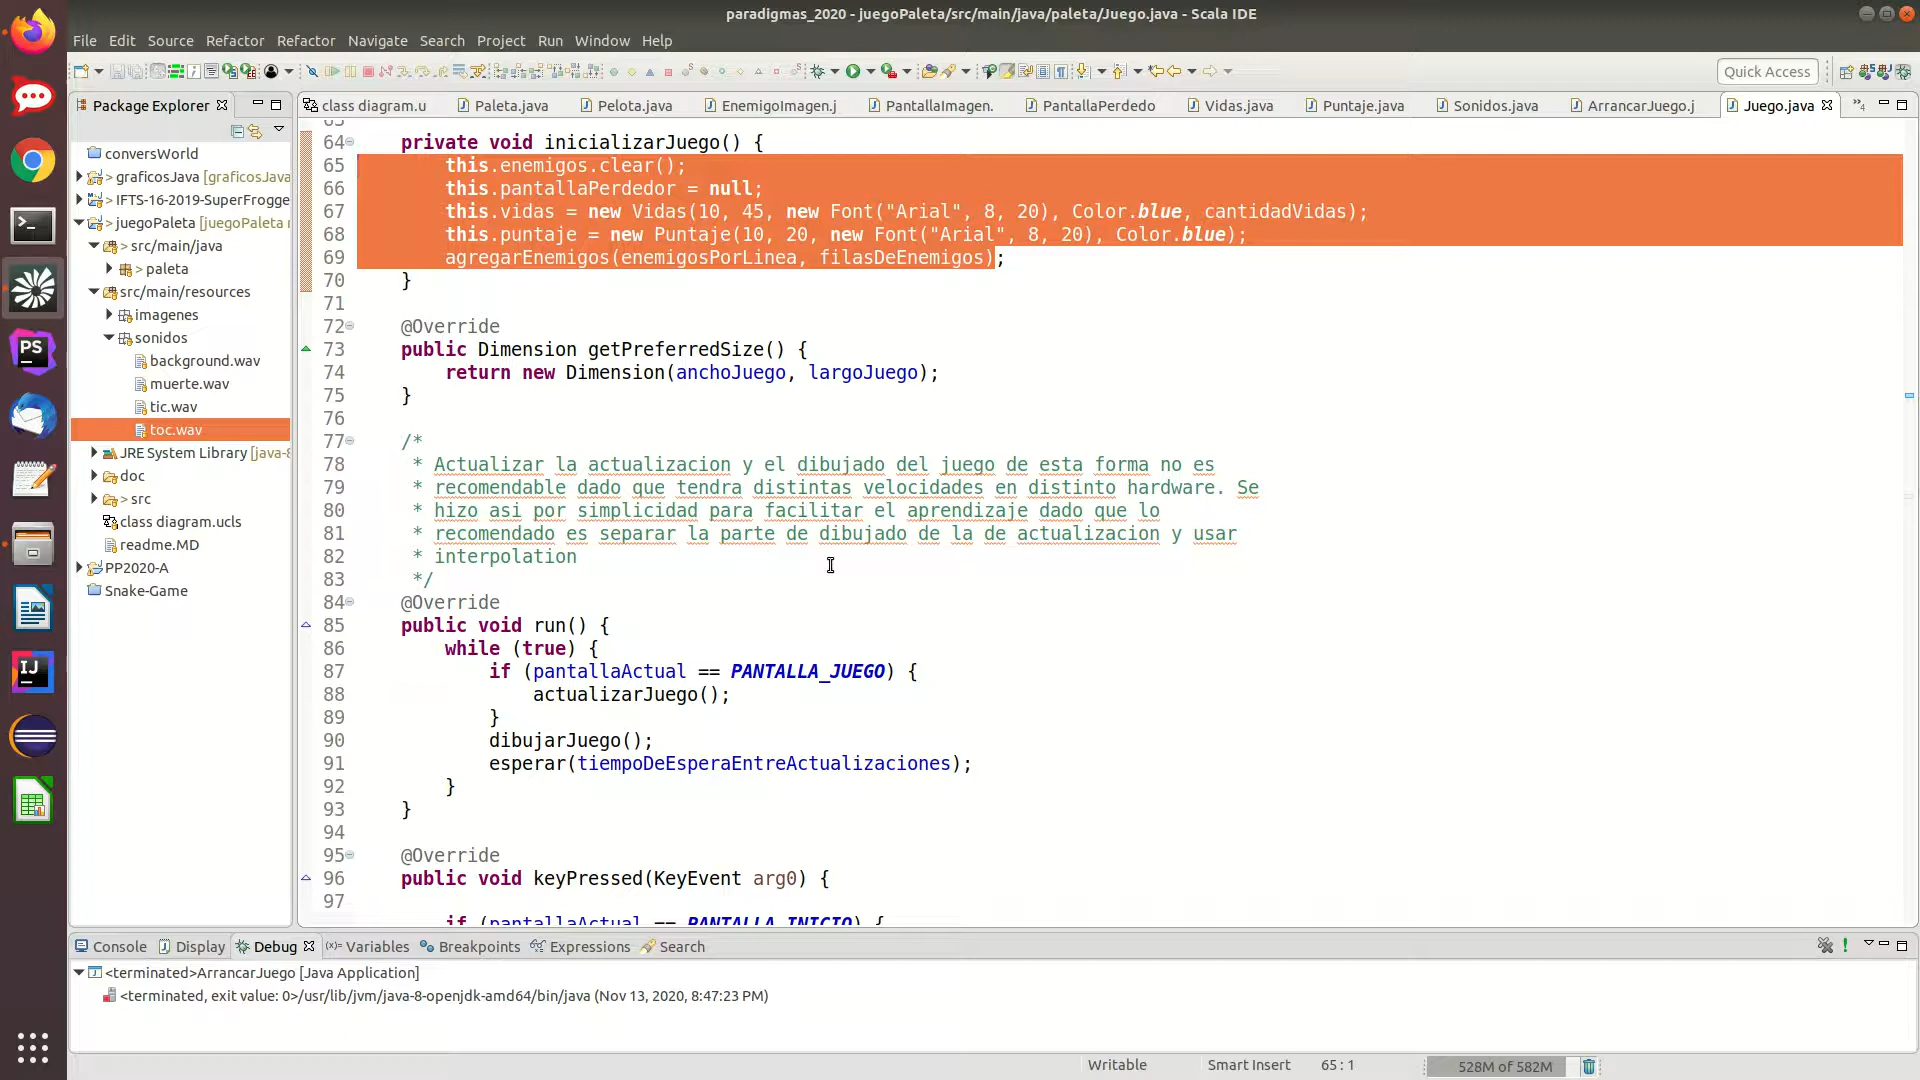 paradigmas_2020 - juegoPaleta/src/main/java/paleta/Juego.java - Scala IDE
File Edit Source Refactor Refactor Navigate Search Project Run Window Help
Quick Access
Package Explorer
class diagram.u Paleta.java Pelota.java EnemigoImagen.j PantallaImagen. PantallaPerdedo Vidas.java Puntaje.java Sonidos.java ArrancarJuego.j Juego.java
conversWorld
> graficosJava [graficosJava
> IFTS-16-2019-SuperFrogge
> juegoPaleta [juegoPaleta
> src/main/java
> paleta
src/main/resources
imagenes
sonidos
background.wav
muerte.wav
tic.wav
toc.wav
JRE System Library [java-8
doc
> src
class diagram.ucls
readme.MD
PP2020-A
Snake-Game
64 private void inicializarJuego() {
65 this.enemigos.clear();
66 this.pantallaPerdedor = null;
67 this.vidas = new Vidas(10, 45, new Font("Arial", 8, 20), Color.blue, cantidadVidas);
68 this.puntaje = new Puntaje(10, 20, new Font("Arial", 8, 20), Color.blue);
69 agregarEnemigos(enemigosPorLinea, filasDeEnemigos);
70 }
71
72 @Override
73 public Dimension getPreferredSize() {
74 return new Dimension(anchoJuego, largoJuego);
75 }
76
77 /*
78 * Actualizar la actualizacion y el dibujado del juego de esta forma no es
79 * recomendable dado que tendra distintas velocidades en distinto hardware. Se
80 * hizo asi por simplicidad para facilitar el aprendizaje dado que lo
81 * recomendado es separar la parte de dibujado de la de actualizacion y usar
82 * interpolation
83 */
84 @Override
85 public void run() {
86 while (true) {
87 if (pantallaActual == PANTALLA_JUEGO) {
88 actualizarJuego();
89 }
90 dibujarJuego();
91 esperar(tiempoDeEsperaEntreActualizaciones);
92 }
93 }
94
95 @Override
96 public void keyPressed(KeyEvent arg0) {
97
if (pantallaActual == PANTALLA_INICIO) {
Console Display Debug (x)= Variables Breakpoints Expressions Search
<terminated>ArrancarJuego [Java Application]
<terminated, exit value: 0>/usr/lib/jvm/java-8-openjdk-amd64/bin/java (Nov 13, 2020, 8:47:23 PM)
Writable Smart Insert 65 : 1 528M of 582M